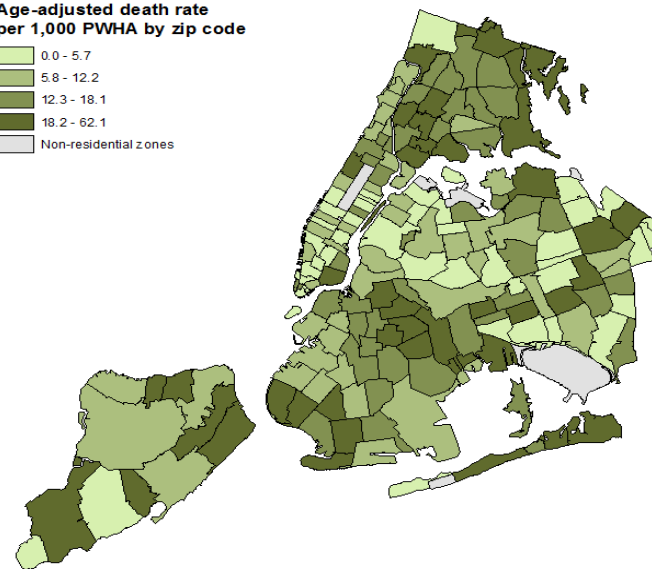 Age-adjusted death rate
per 1,000 PWHA by zip code
0.0 - 5.7
5.8 - 12.2
12.3 - 18.1
18.2 - 62.1
Non-residential zones